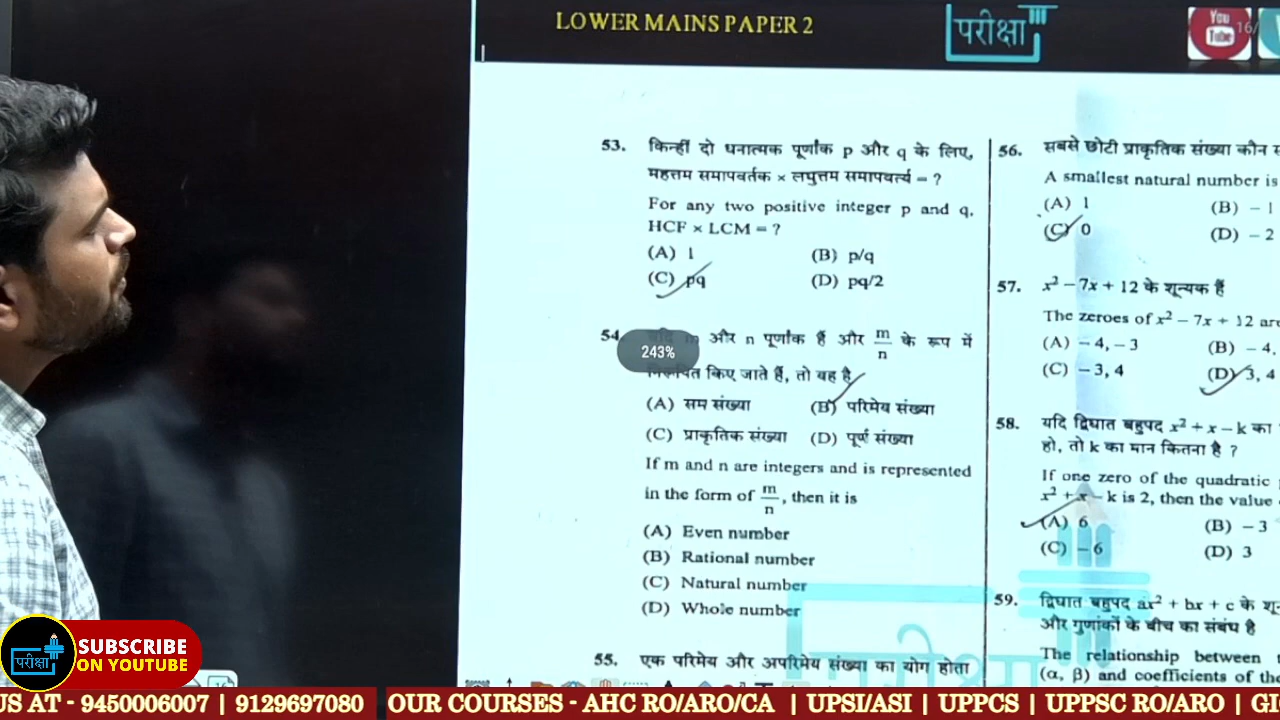 LOWER MAINS PAPER 2
परीक्षा
You
Tube
16/
53. किन्हीं दो धनात्मक पूर्णांक p और q के लिए,
महत्तम समापवर्तक × लघुत्तम समापवर्त्य = ?
For any two positive integer p and q,
HCF × LCM = ?
(A) 1 (B) p/q
(C) pq (D) pq/2
54. m और n पूर्णांक हैं और m/n के रूप में
किए जाते हैं, तो वह है
(A) सम संख्या (B) परिमेय संख्या
(C) प्राकृतिक संख्या (D) पूर्ण संख्या
If m and n are integers and is represented
in the form of m/n, then it is
(A) Even number
(B) Rational number
(C) Natural number
(D) Whole number
55. एक परिमेय और अपरिमेय संख्या का योग होता
243%
56. सबसे छोटी प्राकृतिक संख्या कौन
A smallest natural number is
(A) 1 (B) – 1
(C) 0 (D) – 2
57. x² – 7x + 12 के शून्यक हैं
The zeroes of x² – 7x + 12 are
(A) – 4, – 3 (B) – 4,
(C) – 3, 4 (D) 3, 4
58. यदि द्विघात बहुपद x² + x – k का
हो, तो k का मान कितना है ?
If one zero of the quadratic
x² + x – k is 2, then the value
(A) 6 (B) – 3
(C) – 6 (D) 3
59. द्विघात बहुपद ax² + bx + c के
और गुणांकों के बीच का संबंध है
The relationship between
(α, β) and coefficients of the
परीक्षा
परीक्षा
SUBSCRIBE
ON YOUTUBE
US AT - 9450006007 | 9129697080 | OUR COURSES - AHC RO/ARO/CA | UPSI/ASI | UPPCS | UPPSC RO/ARO | GI